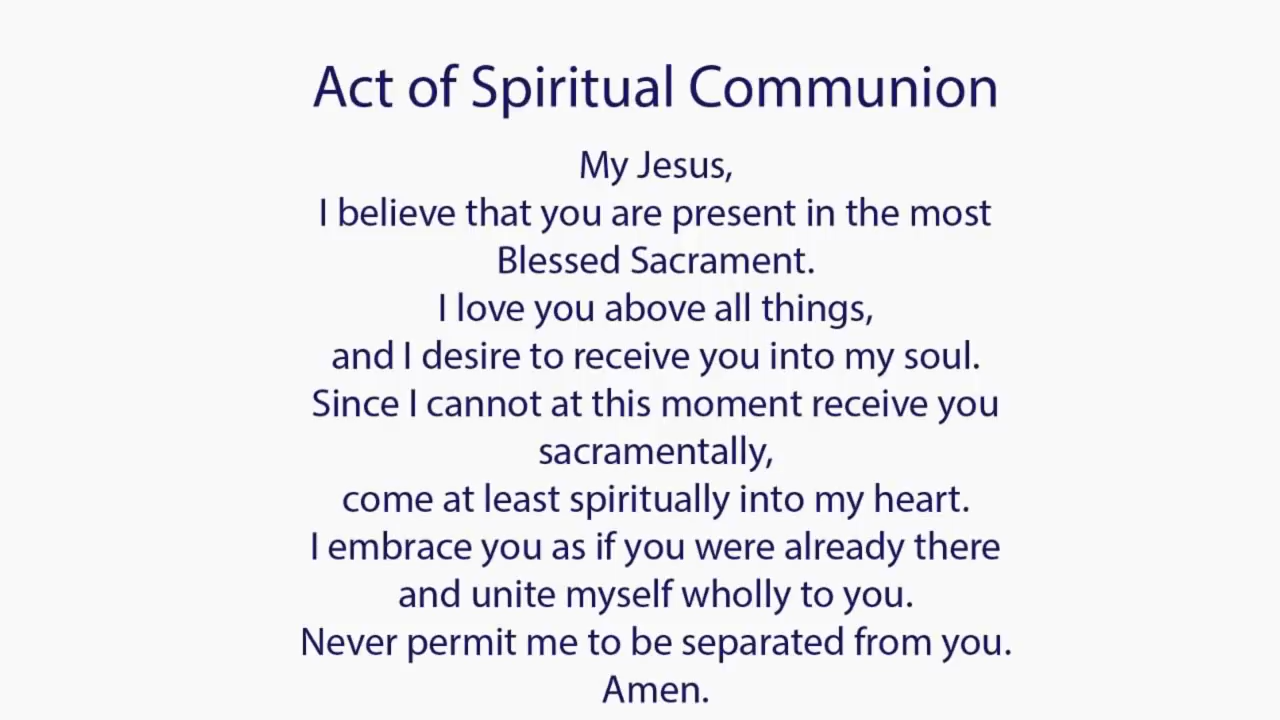 Act of Spiritual Communion
My Jesus,
I believe that you are present in the most
Blessed Sacrament.
I love you above all things,
and I desire to receive you into my soul.
Since I cannot at this moment receive you
sacramentally,
come at least spiritually into my heart.
I embrace you as if you were already there
and unite myself wholly to you.
Never permit me to be separated from you.
Amen.